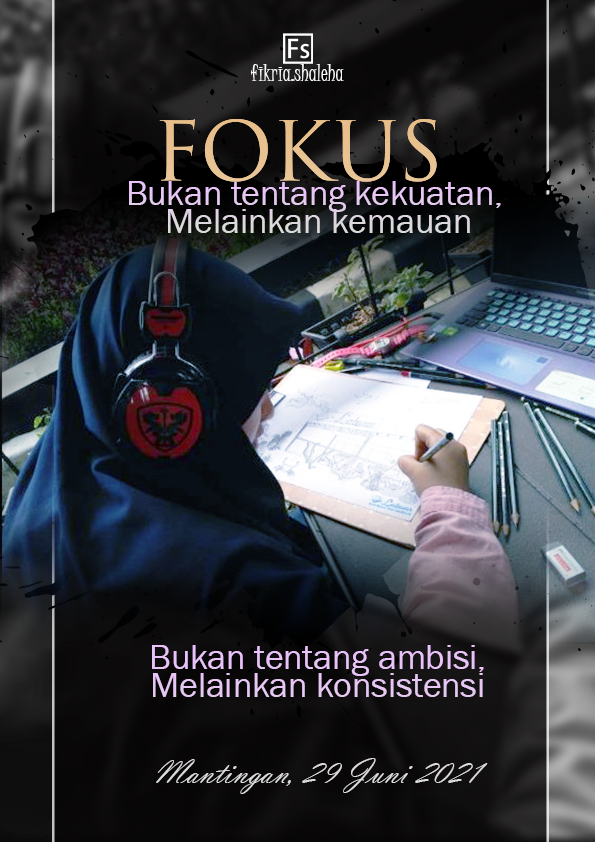 Fs
fikria.shaleha
FOKUS
Bukan tentang kekuatan,
Melainkan kemauan
Bukan tentang ambisi,
Melainkan konsistensi
Mantingan, 29 Juni 2021